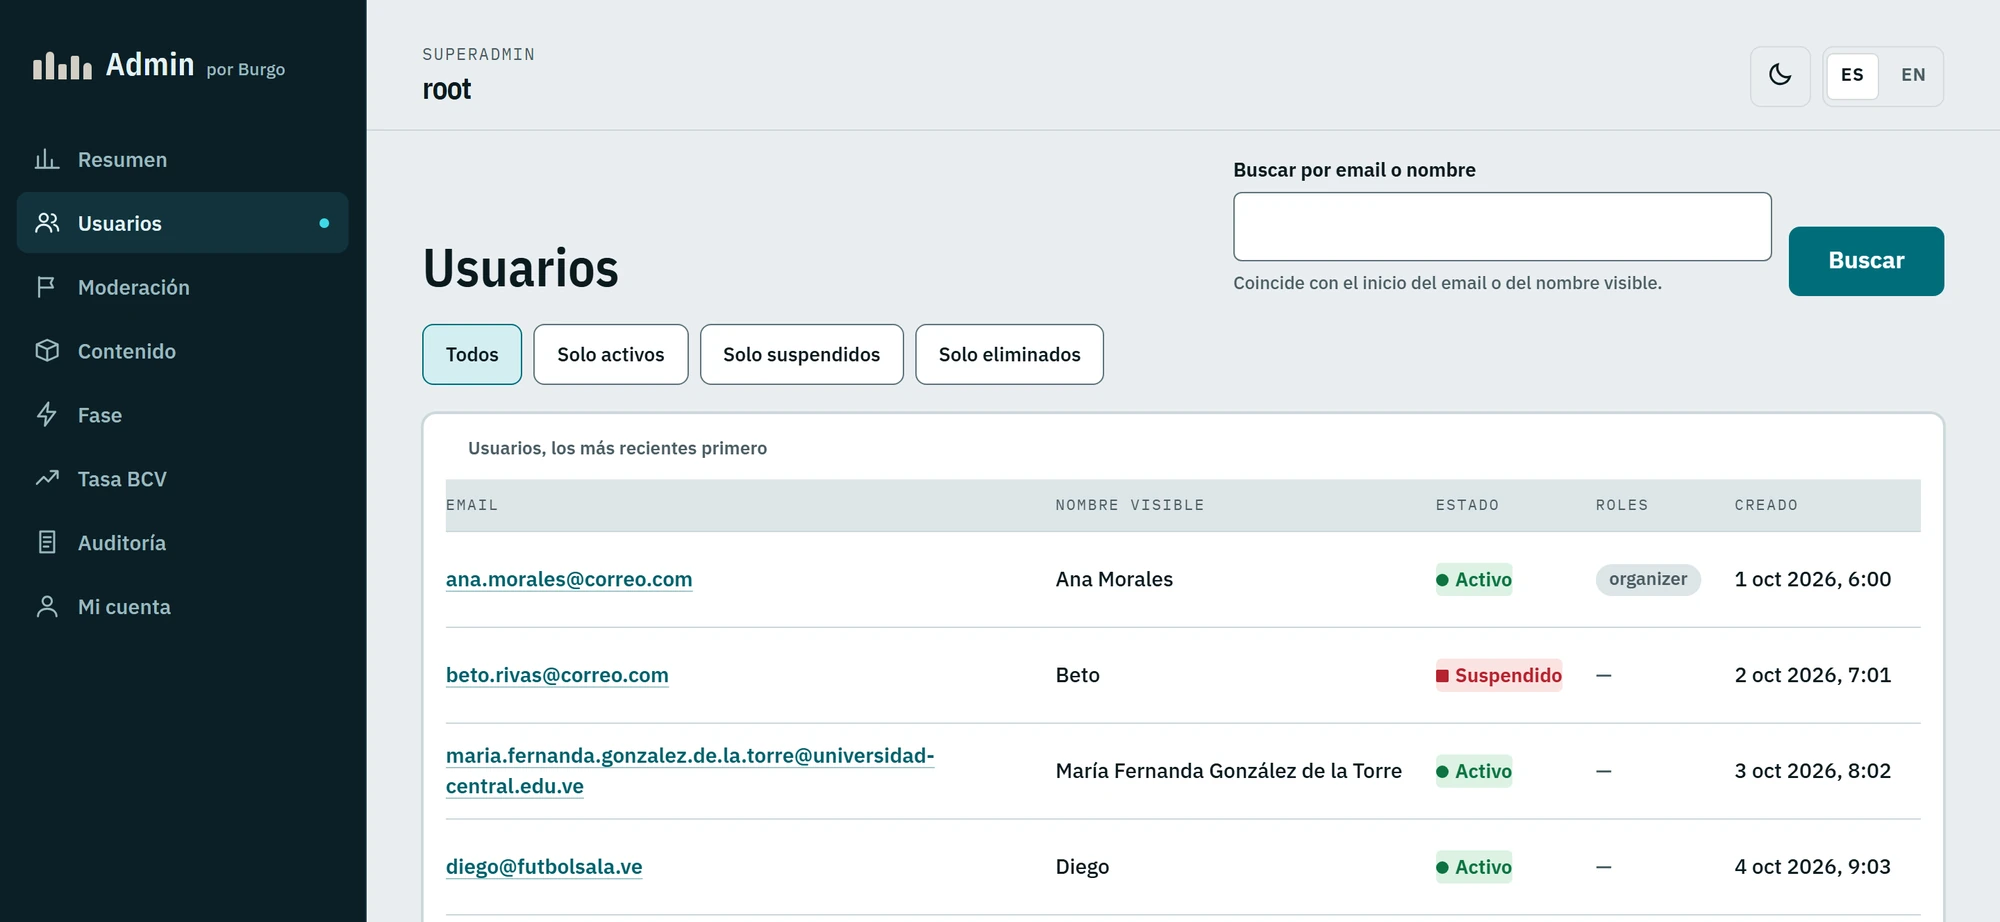 Admin por Burgo
Resumen
Usuarios
Moderación
Contenido
Fase
Tasa BCV
Auditoría
Mi cuenta
SUPERADMIN
root
ES EN
Buscar por email o nombre
Coincide con el inicio del email o del nombre visible.
Buscar
Usuarios
Todos Solo activos Solo suspendidos Solo eliminados
Usuarios, los más recientes primero
EMAIL NOMBRE VISIBLE ESTADO ROLES CREADO
ana.morales@correo.com Ana Morales Activo organizer 1 oct 2026, 6:00
beto.rivas@correo.com Beto Suspendido — 2 oct 2026, 7:01
maria.fernanda.gonzalez.de.la.torre@universidad-
central.edu.ve María Fernanda González de la Torre Activo — 3 oct 2026, 8:02
diego@futbolsala.ve Diego Activo — 4 oct 2026, 9:03